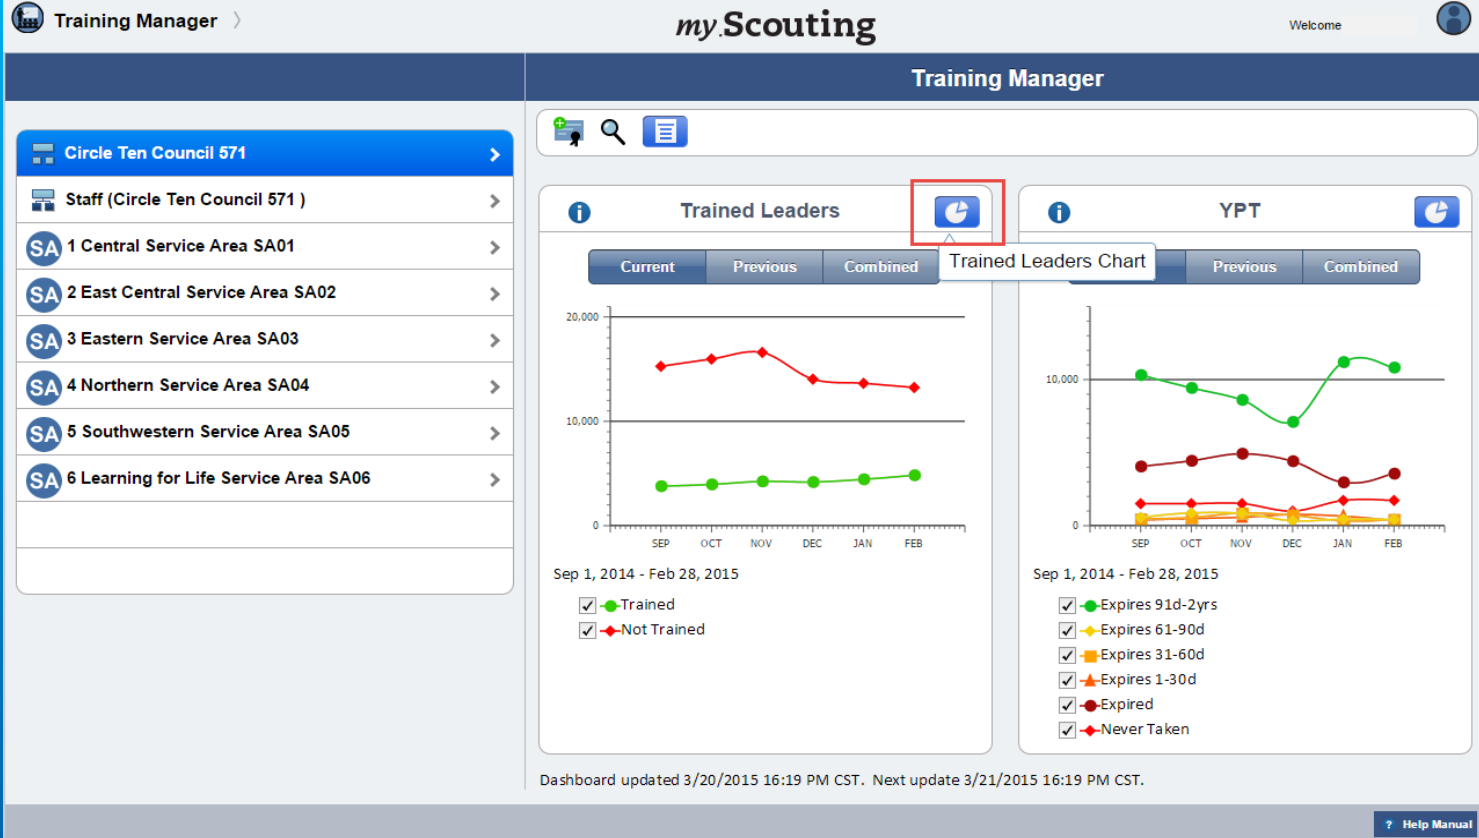 Training Manager
my.Scouting
Welcome
Training Manager
Circle Ten Council 571
Staff (Circle Ten Council 571 )
SA 1 Central Service Area SA01
SA 2 East Central Service Area SA02
SA 3 Eastern Service Area SA03
SA 4 Northern Service Area SA04
SA 5 Southwestern Service Area SA05
SA 6 Learning for Life Service Area SA06
Trained Leaders
Trained Leaders Chart
Current Previous Combined
20,000
10,000
0
SEP OCT NOV DEC JAN FEB
Sep 1, 2014 - Feb 28, 2015
Trained
Not Trained
YPT
Previous Combined
10,000
0
SEP OCT NOV DEC JAN FEB
Sep 1, 2014 - Feb 28, 2015
Expires 91d-2yrs
Expires 61-90d
Expires 31-60d
Expires 1-30d
Expired
Never Taken
Dashboard updated 3/20/2015 16:19 PM CST. Next update 3/21/2015 16:19 PM CST.
? Help Manual